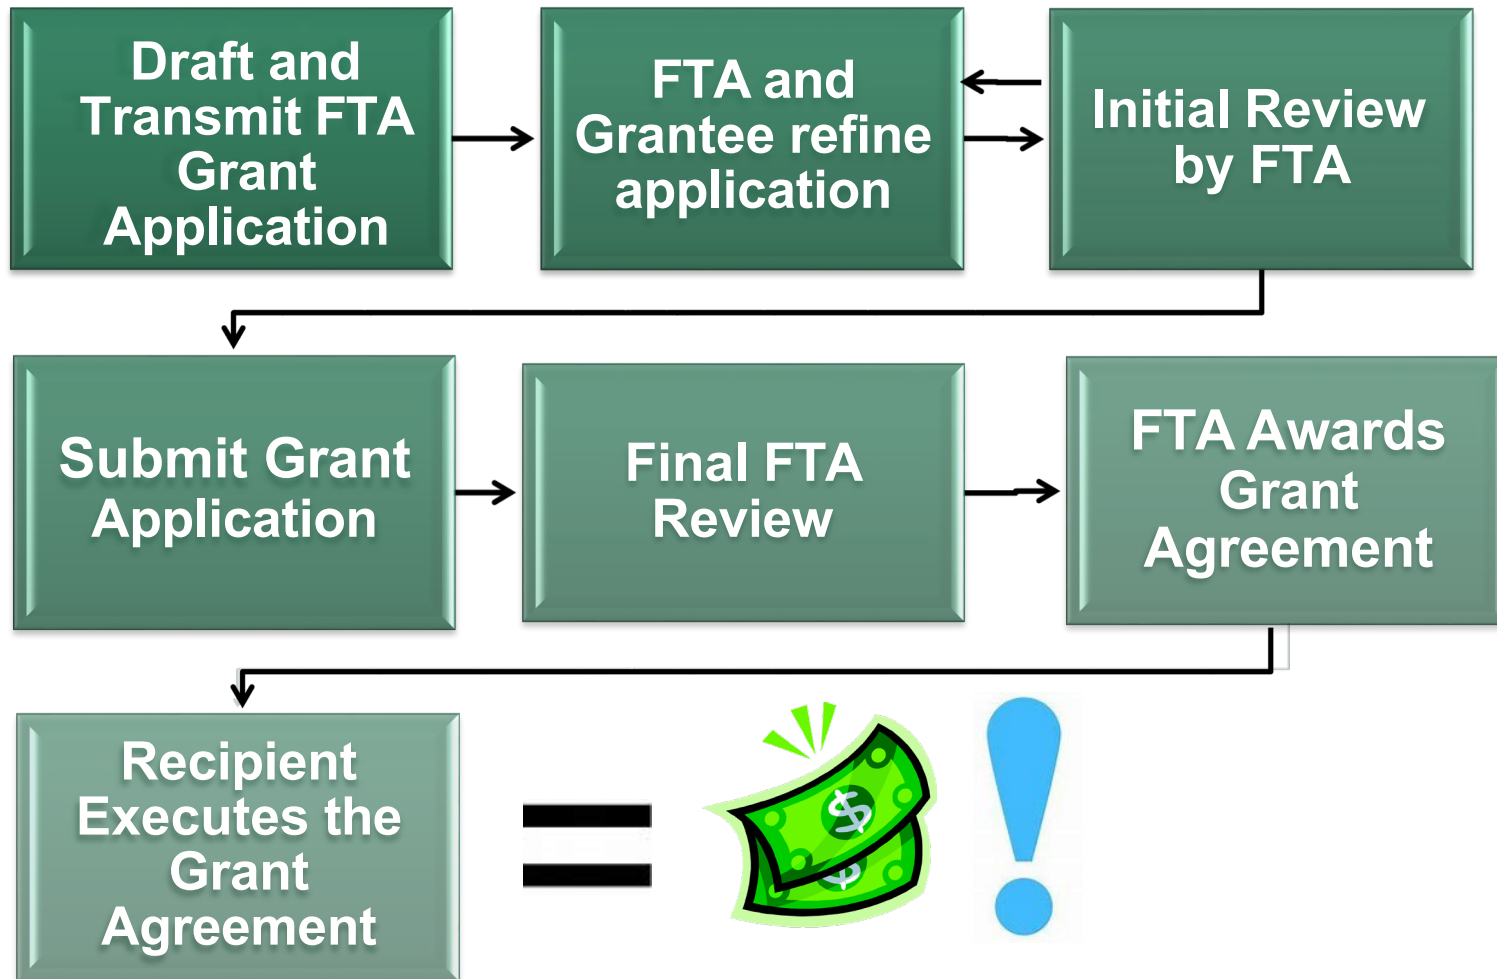 Draft and
Transmit FTA
Grant
Application
FTA and
Grantee refine
application
Initial Review
by FTA
Submit Grant
Application
Final FTA
Review
FTA Awards
Grant
Agreement
Recipient
Executes the
Grant
Agreement
=
$
$
!